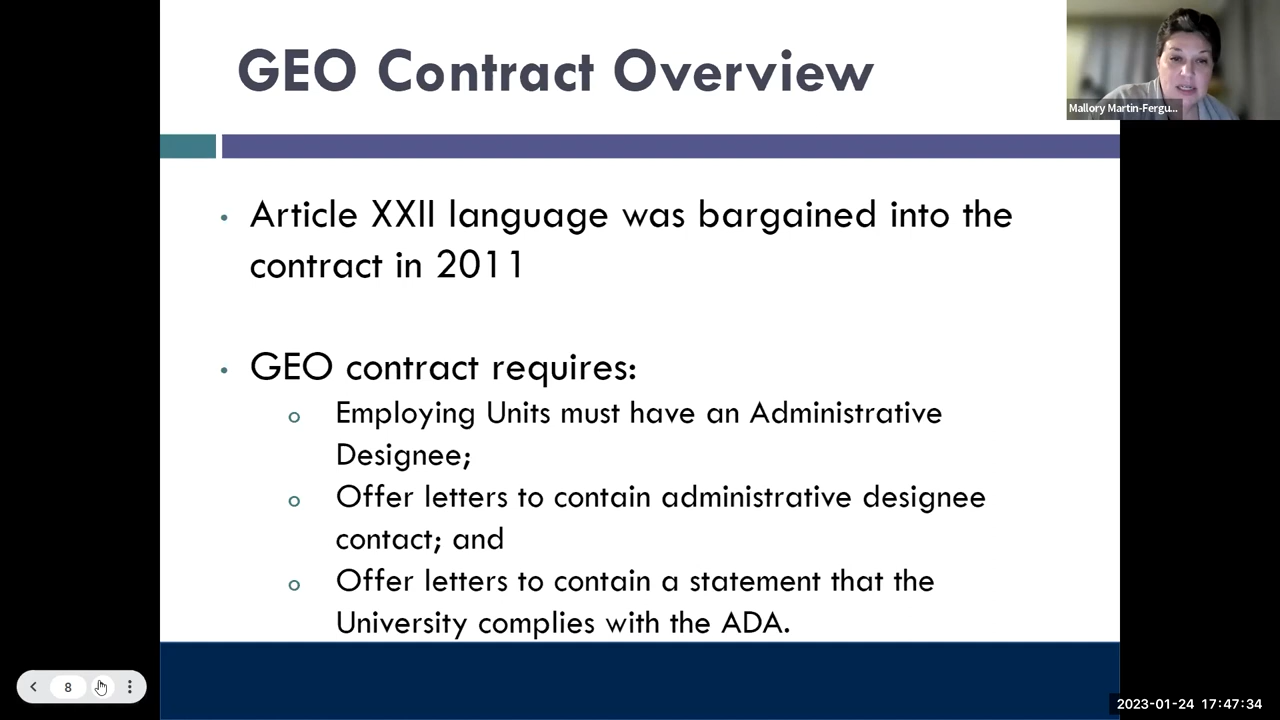 GEO Contract Overview
Mallory Martin-Fergu...
• Article XXII language was bargained into the
contract in 2011
• GEO contract requires:
o Employing Units must have an Administrative
Designee;
o Offer letters to contain administrative designee
contact; and
o Offer letters to contain a statement that the
University complies with the ADA.
8
2023-01-24 17:47:34